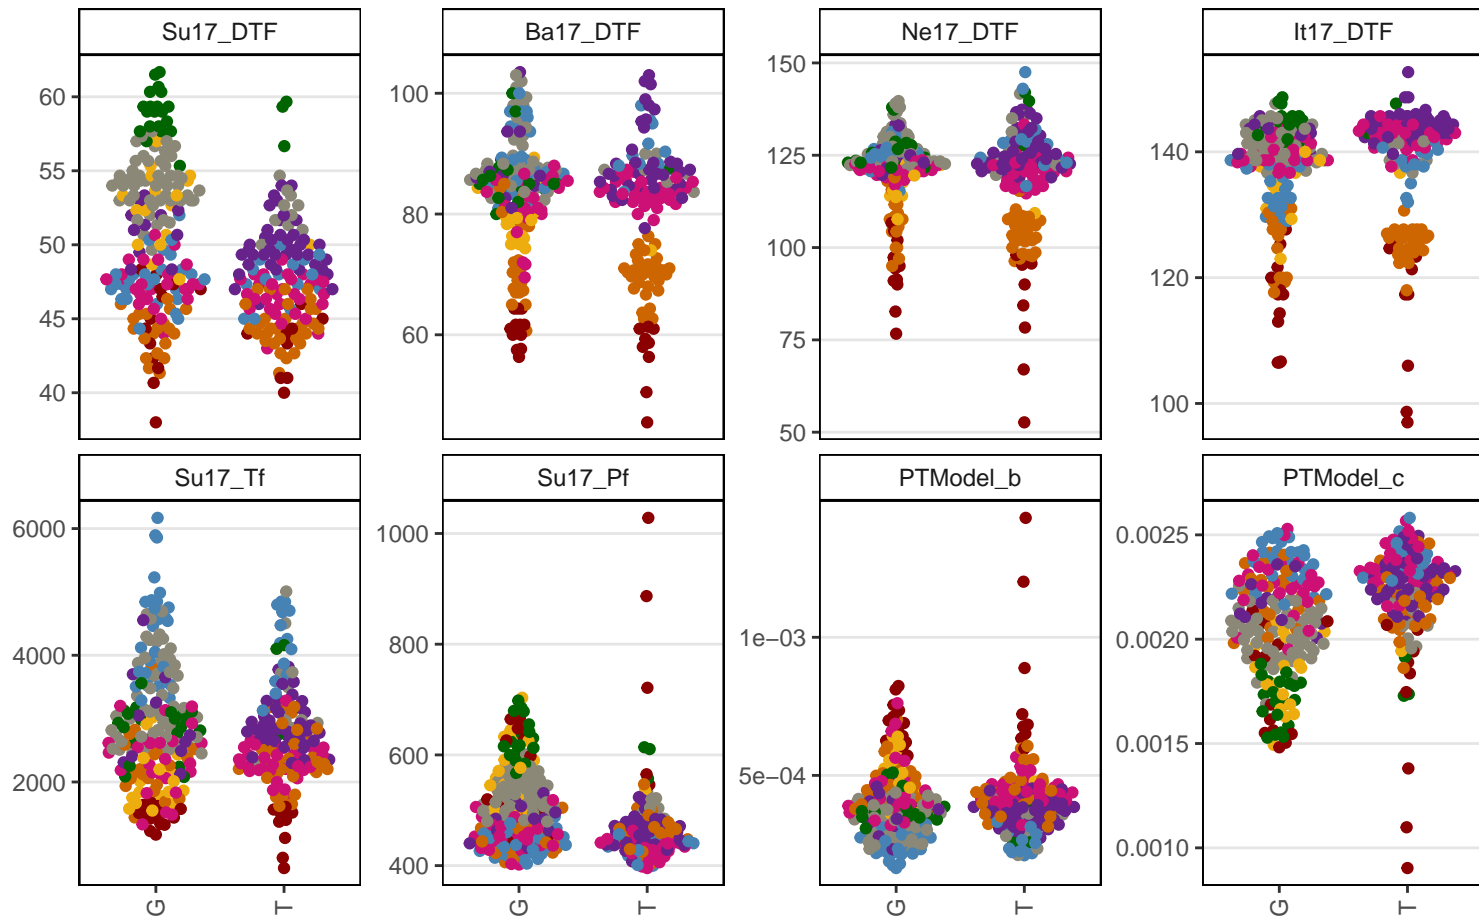 Su17_DTF
Ba17_DTF
Ne17_DTF
It17_DTF
60
55
50
45
40
100
80
60
150
125
100
75
50
140
120
100
Su17_Tf
Su17_Pf
PTModel_b
PTModel_c
6000
4000
2000
1000
800
600
400
1e−03
5e−04
0.0025
0.0020
0.0015
0.0010
G
T
G
T
G
T
G
T